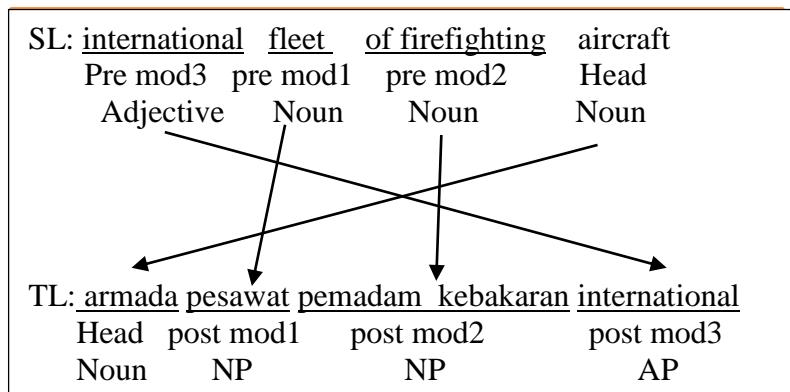 SL: international fleet of firefighting aircraft
Pre mod3 pre mod1 pre mod2 Head
Adjective Noun Noun Noun
TL: armada pesawat pemadam kebakaran international
Head post mod1 post mod2 post mod3
Noun NP NP AP